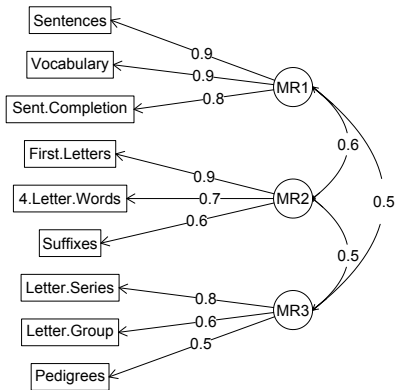 Sentences
0.9
Vocabulary
0.9
MR1
Sent.Completion
0.8
0.6
First.Letters
0.9
4.Letter.Words
0.7
MR2
0.5
Suffixes
0.6
0.5
Letter.Series
0.8
MR3
Letter.Group
0.6
Pedigrees
0.5